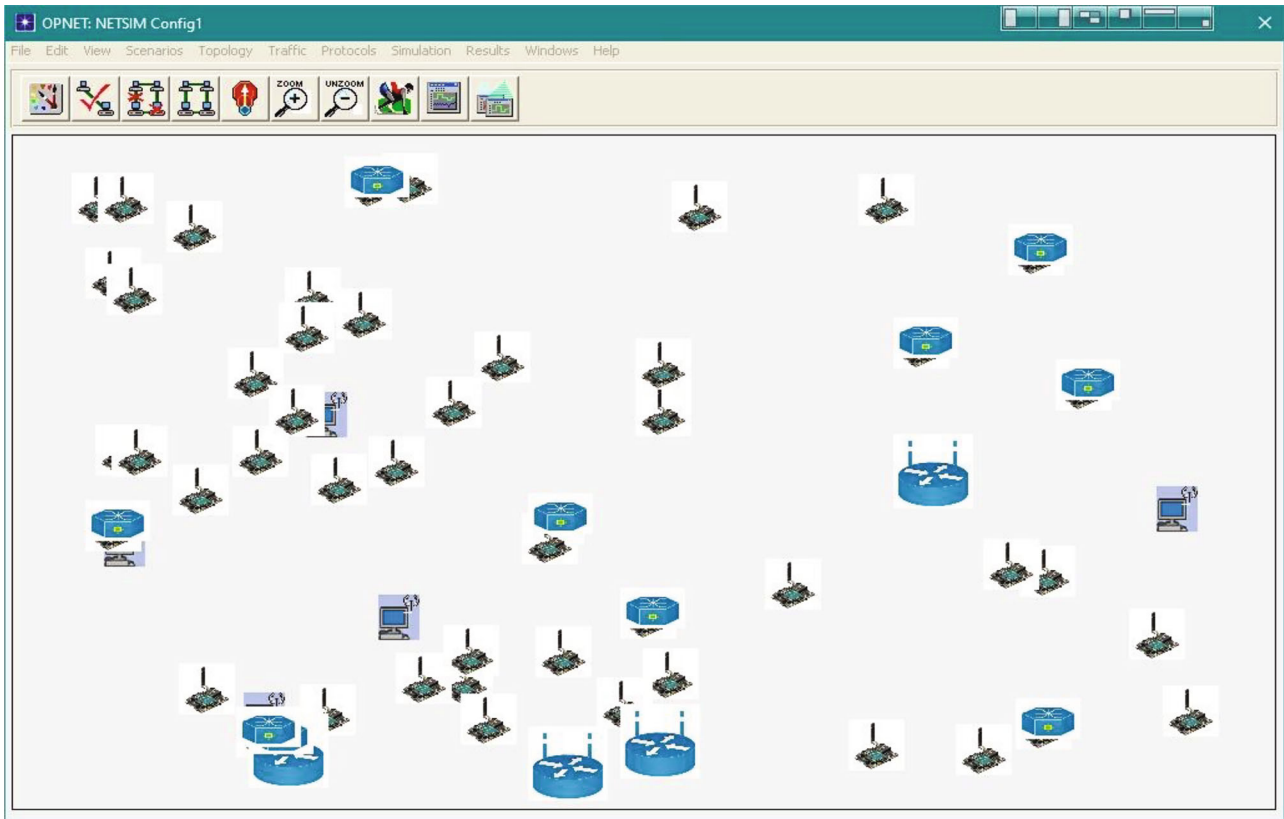 OPNET: NETSIM Config1
File Edit View Scenarios Topology Traffic Protocols Simulation Results Windows Help
ZOOM UNZOOM